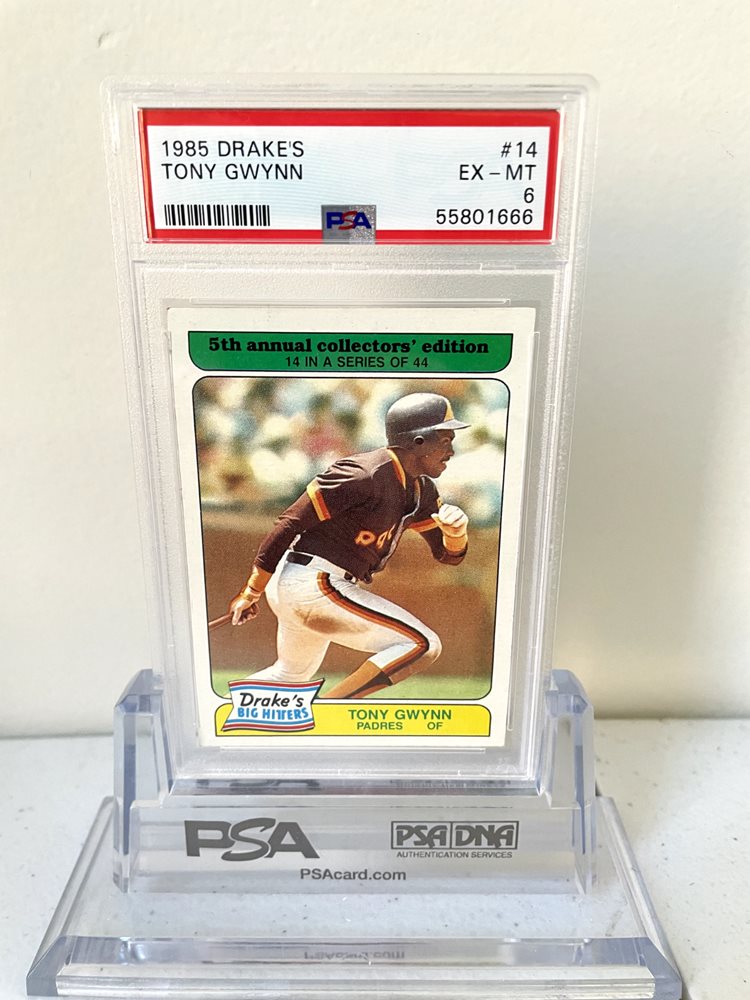 1985 DRAKE'S #14
TONY GWYNN EX – MT
6
55801666
PSA
5th annual collectors' edition
14 IN A SERIES OF 44
Drake's
BIG HITTERS
TONY GWYNN
PADRES OF
PSA PSA DNA
AUTHENTICATION SERVICES
PSAcard.com